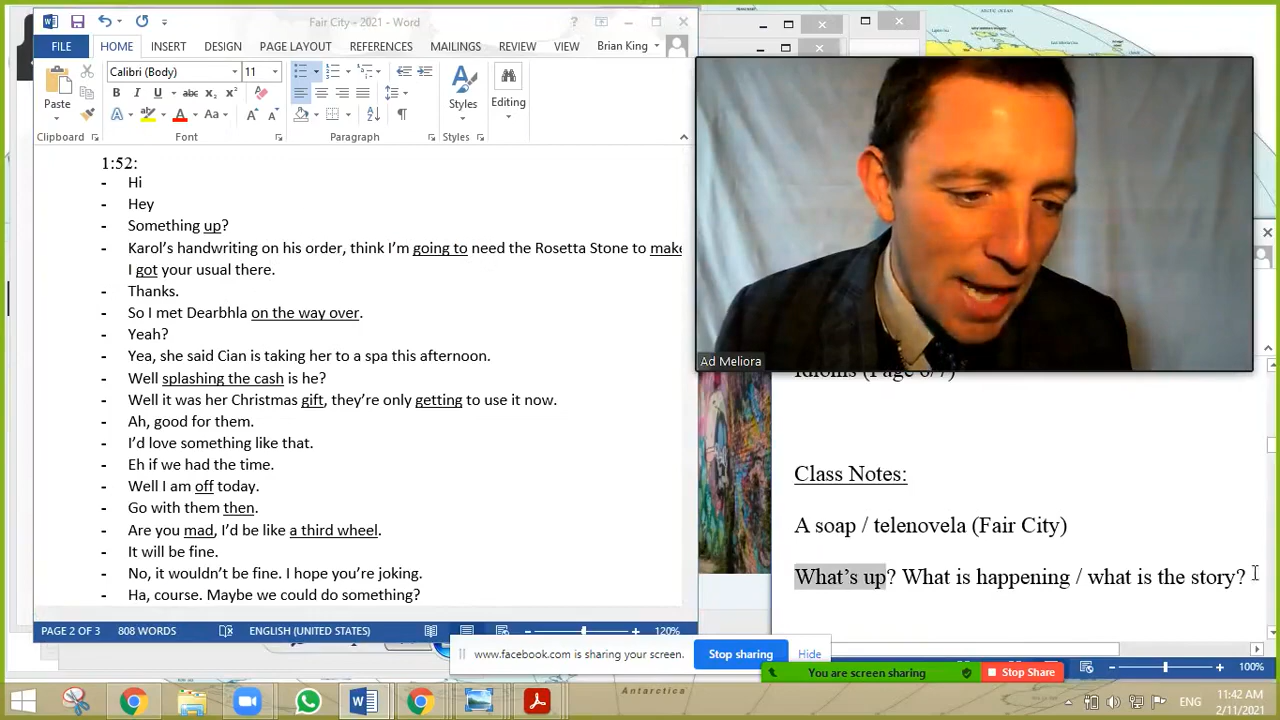 Fair City - 2021 - Word
FILE HOME INSERT DESIGN PAGE LAYOUT REFERENCES MAILINGS REVIEW VIEW Brian King
Calibri (Body) 11
Paste
Styles
Editing
Clipboard Font Paragraph Styles
1:52:
- Hi
- Hey
- Something up?
- Karol's handwriting on his order, think I'm going to need the Rosetta Stone to make
I got your usual there.
- Thanks.
- So I met Dearbhla on the way over.
- Yeah?
- Yea, she said Cian is taking her to a spa this afternoon.
- Well splashing the cash is he?
- Well it was her Christmas gift, they're only getting to use it now.
- Ah, good for them.
- I'd love something like that.
- Eh if we had the time.
- Well I am off today.
- Go with them then.
- Are you mad, I'd be like a third wheel.
- It will be fine.
- No, it wouldn't be fine. I hope you're joking.
- Ha, course. Maybe we could do something?
PAGE 2 OF 3 808 WORDS ENGLISH (UNITED STATES) 120%
ARCTIC OCEAN
Ad Meliora
Idioms (Page 6/7)
Class Notes:
A soap / telenovela (Fair City)
What's up? What is happening / what is the story?
www.facebook.com is sharing your screen. Stop sharing Hide
100%
You are screen sharing Stop Share
Antarctica
ENG
11:42 AM
2/11/2021